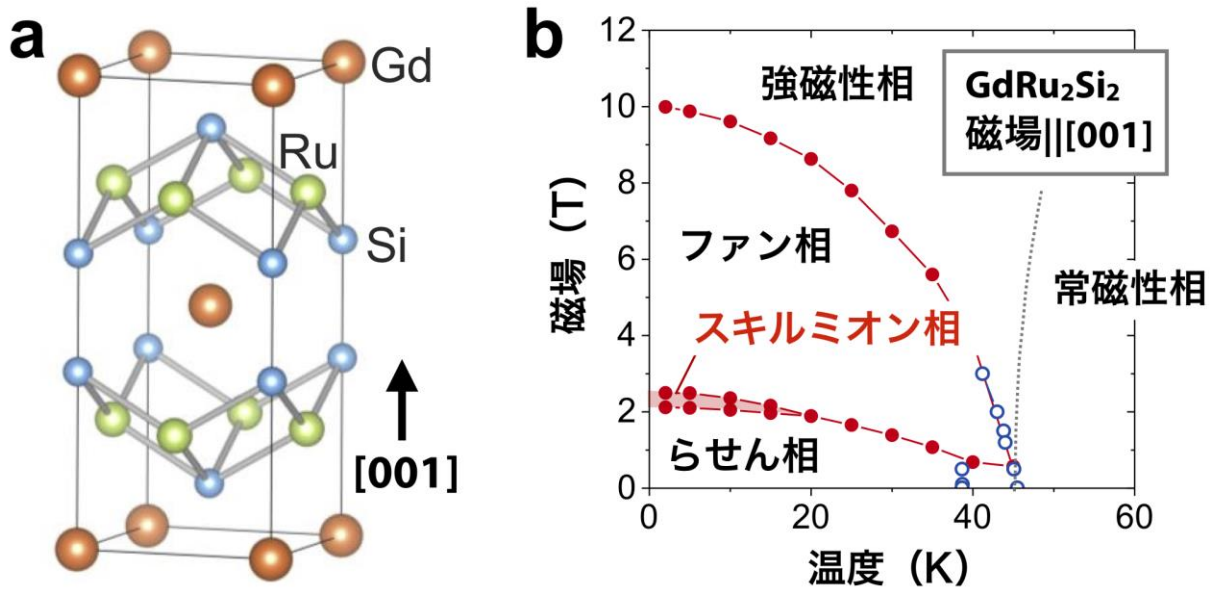 a
Gd
Ru
Si
[001]
b
磁場（T）
12
10
8
6
4
2
0
強磁性相
GdRu₂Si₂
磁場||[001]
ファン相
常磁性相
スキルミオン相
らせん相
0
20
40
60
温度（K）